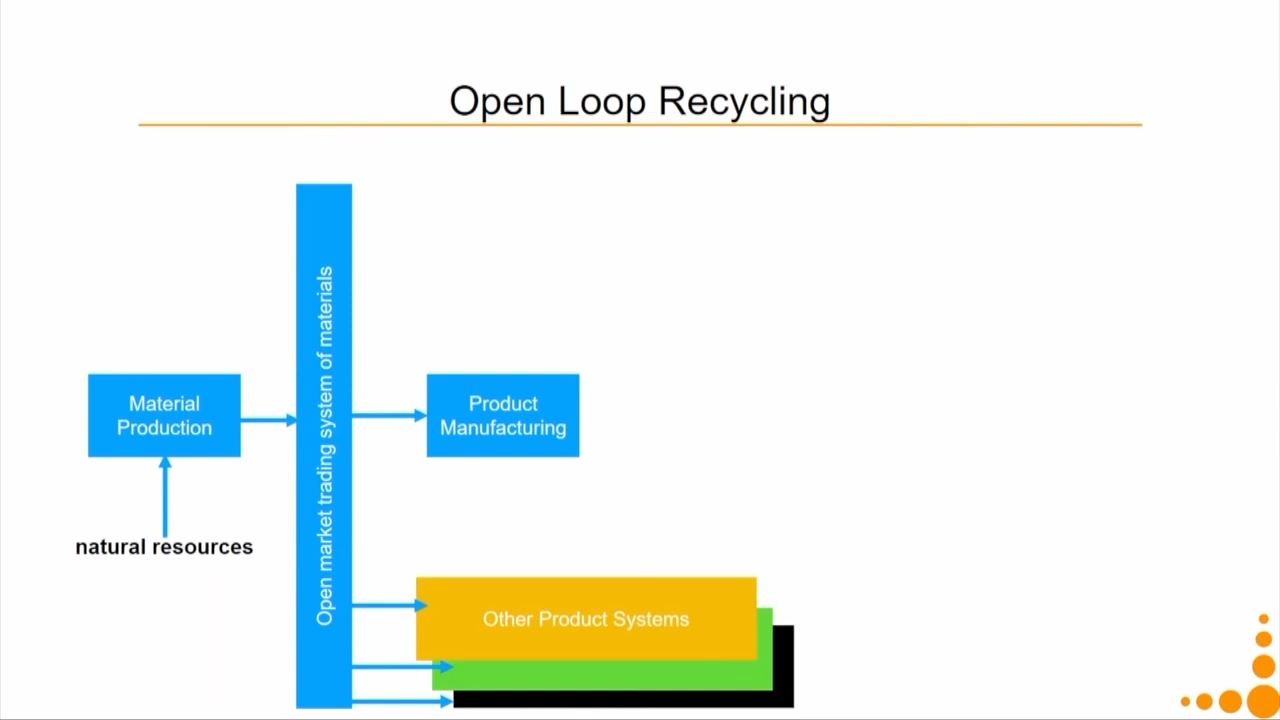 Open Loop Recycling
Open market trading system of materials
Material
Production
Product
Manufacturing
natural resources
Other Product Systems